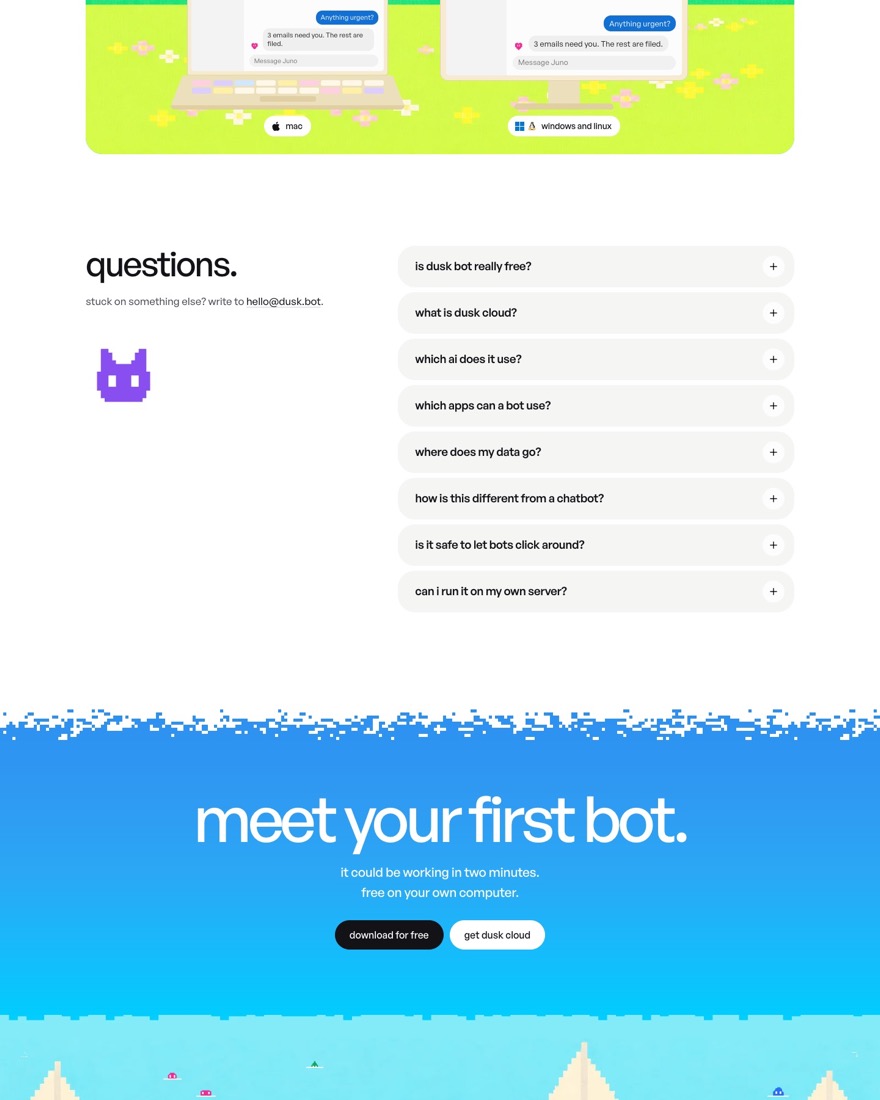 Anything urgent?
3 emails need you. The rest are
filed.
Message Juno
mac
Anything urgent?
3 emails need you. The rest are filed.
Message Juno
windows and linux
questions.
stuck on something else? write to hello@dusk.bot.
is dusk bot really free?
what is dusk cloud?
which ai does it use?
which apps can a bot use?
where does my data go?
how is this different from a chatbot?
is it safe to let bots click around?
can i run it on my own server?
meet your first bot.
it could be working in two minutes.
free on your own computer.
download for free
get dusk cloud